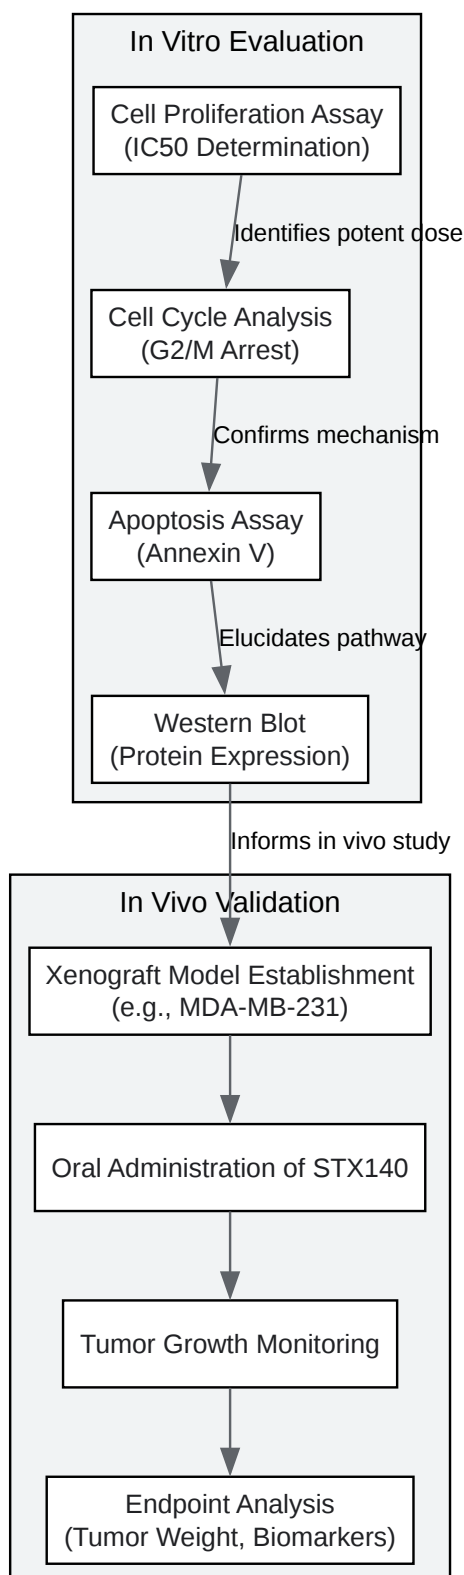 In Vitro Evaluation
Cell Proliferation Assay
(IC50 Determination)
Identifies potent dose
Cell Cycle Analysis
(G2/M Arrest)
Confirms mechanism
Apoptosis Assay
(Annexin V)
Elucidates pathway
Western Blot
(Protein Expression)
Informs in vivo study
In Vivo Validation
Xenograft Model Establishment
(e.g., MDA-MB-231)
Oral Administration of STX140
Tumor Growth Monitoring
Endpoint Analysis
(Tumor Weight, Biomarkers)